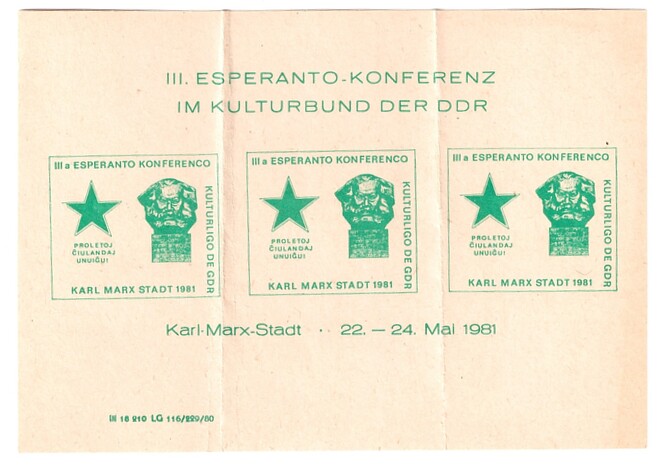 III. ESPERANTO-KONFERENZ
IM KULTURBUND DER DDR
IIIa ESPERANTO KONFERENCO
PROLETOJ
ĈIULANDAJ
UNUIĜU!
KULTURLIGO DE GDR
KARL MARX STADT 1981
IIIa ESPERANTO KONFERENCO
PROLETOJ
ĈIULANDAJ
UNUIĜU!
KULTURLIGO DE GDR
KARL MARX STADT 1981
IIIa ESPERANTO KONFERENCO
PROLETOJ
ĈIULANDAJ
UNUIĜU!
KULTURLIGO DE GDR
KARL MARX STADT 1981
Karl-Marx-Stadt · 22. – 24. Mai 1981
III 18 210 LG 116/229/80